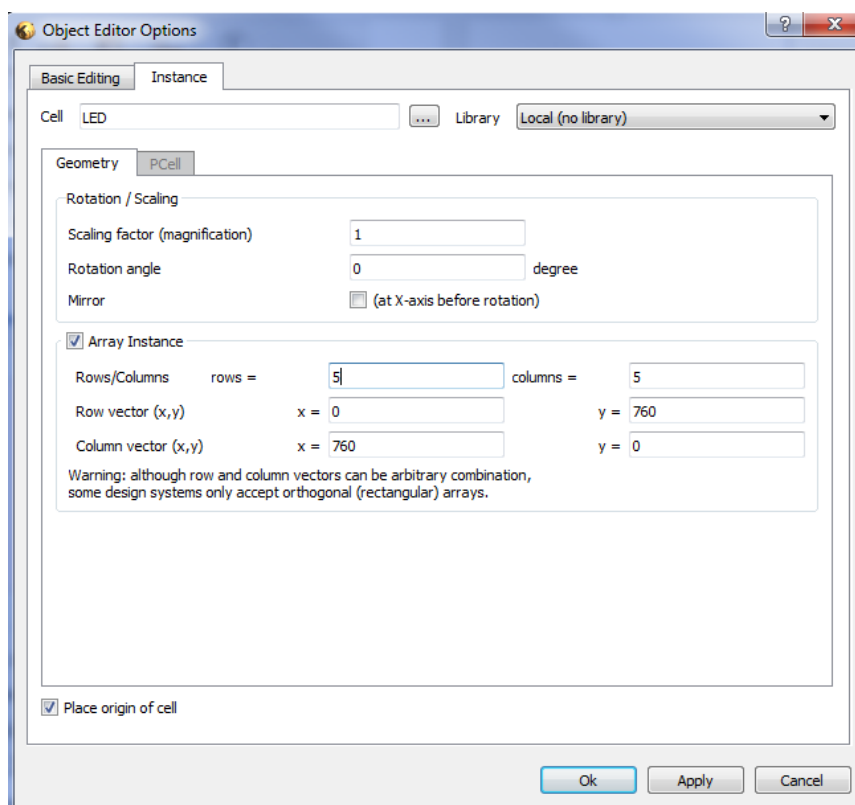 Object Editor Options
? X
Basic Editing Instance
Cell LED ... Library Local (no library)
Geometry PCell
Rotation / Scaling
Scaling factor (magnification) 1
Rotation angle 0 degree
Mirror (at X-axis before rotation)
Array Instance
Rows/Columns rows = 5 columns = 5
Row vector (x,y) x = 0 y = 760
Column vector (x,y) x = 760 y = 0
Warning: although row and column vectors can be arbitrary combination,
some design systems only accept orthogonal (rectangular) arrays.
Place origin of cell
Ok Apply Cancel